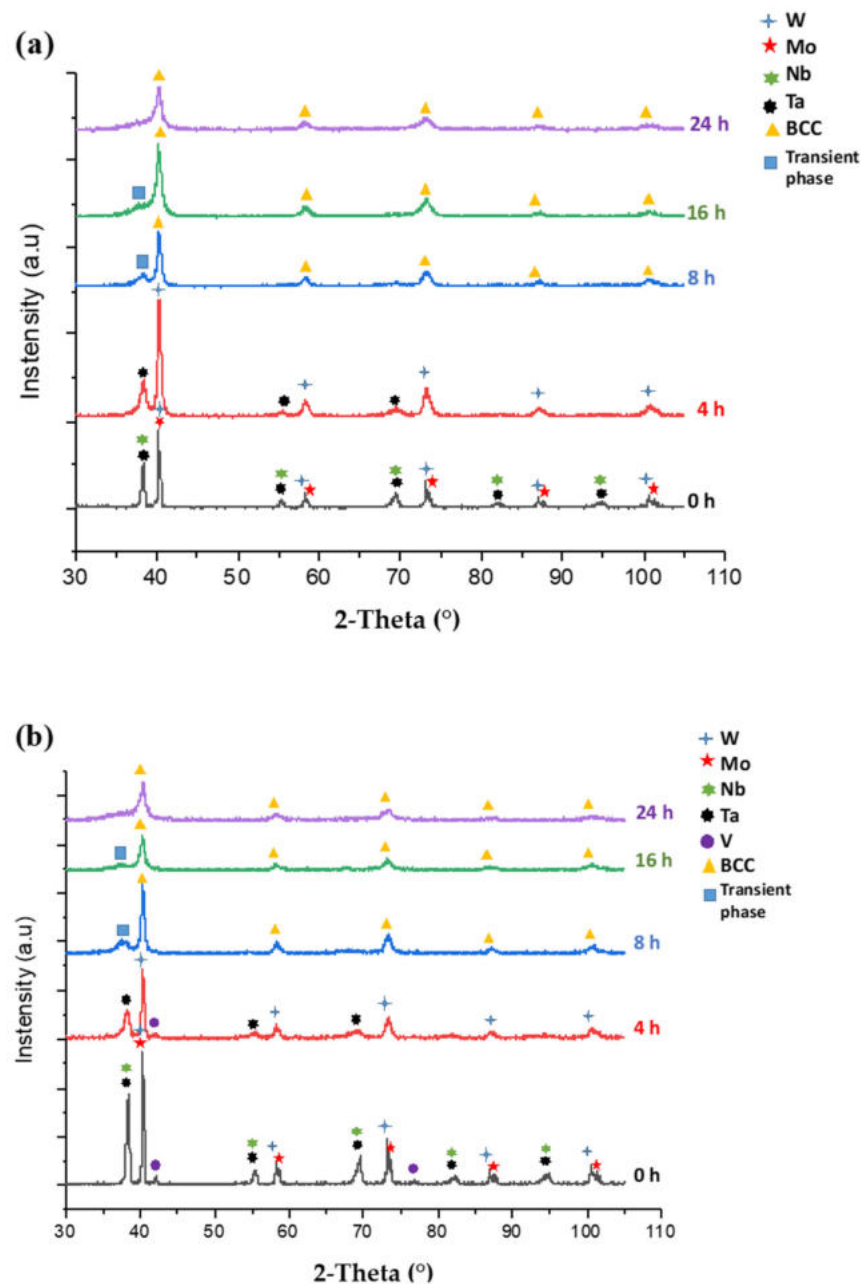 (a)
W
Mo
Nb
Ta
BCC
Transient
phase
24 h
16 h
8 h
4 h
0 h
Instensity (a.u)
30 40 50 60 70 80 90 100 110
2-Theta (°)
(b)
W
Mo
Nb
Ta
V
BCC
Transient
phase
24 h
16 h
8 h
4 h
0 h
Instensity (a.u)
30 40 50 60 70 80 90 100 110
2-Theta (°)